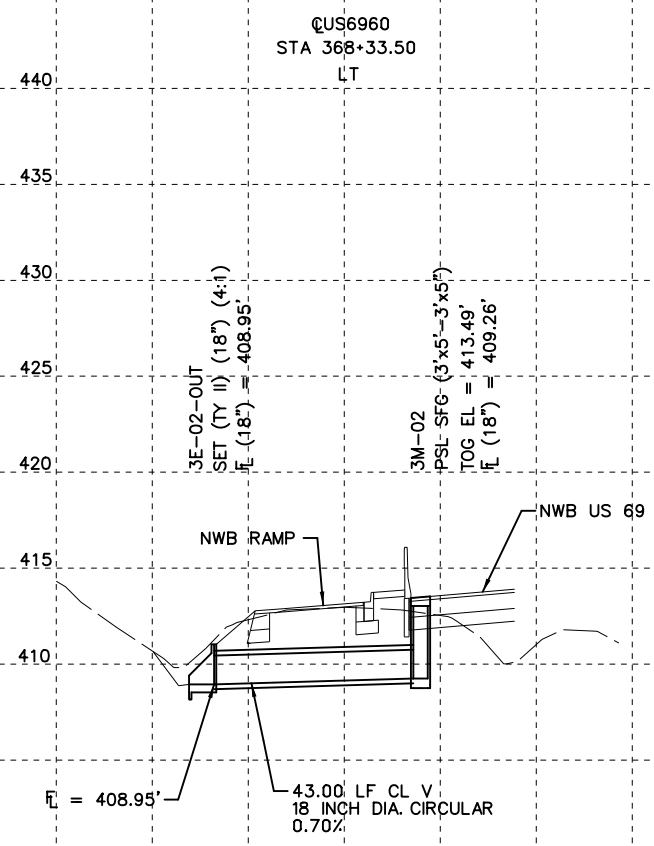 ℄US6960
STA 368+33.50
LT
440
435
430
425
420
415
410
3E-02-OUT
SET (TY II) (18") (4:1)
FL (18") = 408.95'
3M-02
PSL SFG (3'x5'-3'x5')
TOG EL = 413.49'
FL (18") = 409.26'
NWB RAMP
NWB US 69
FL = 408.95'
43.00 LF CL V
18 INCH DIA. CIRCULAR
0.70%